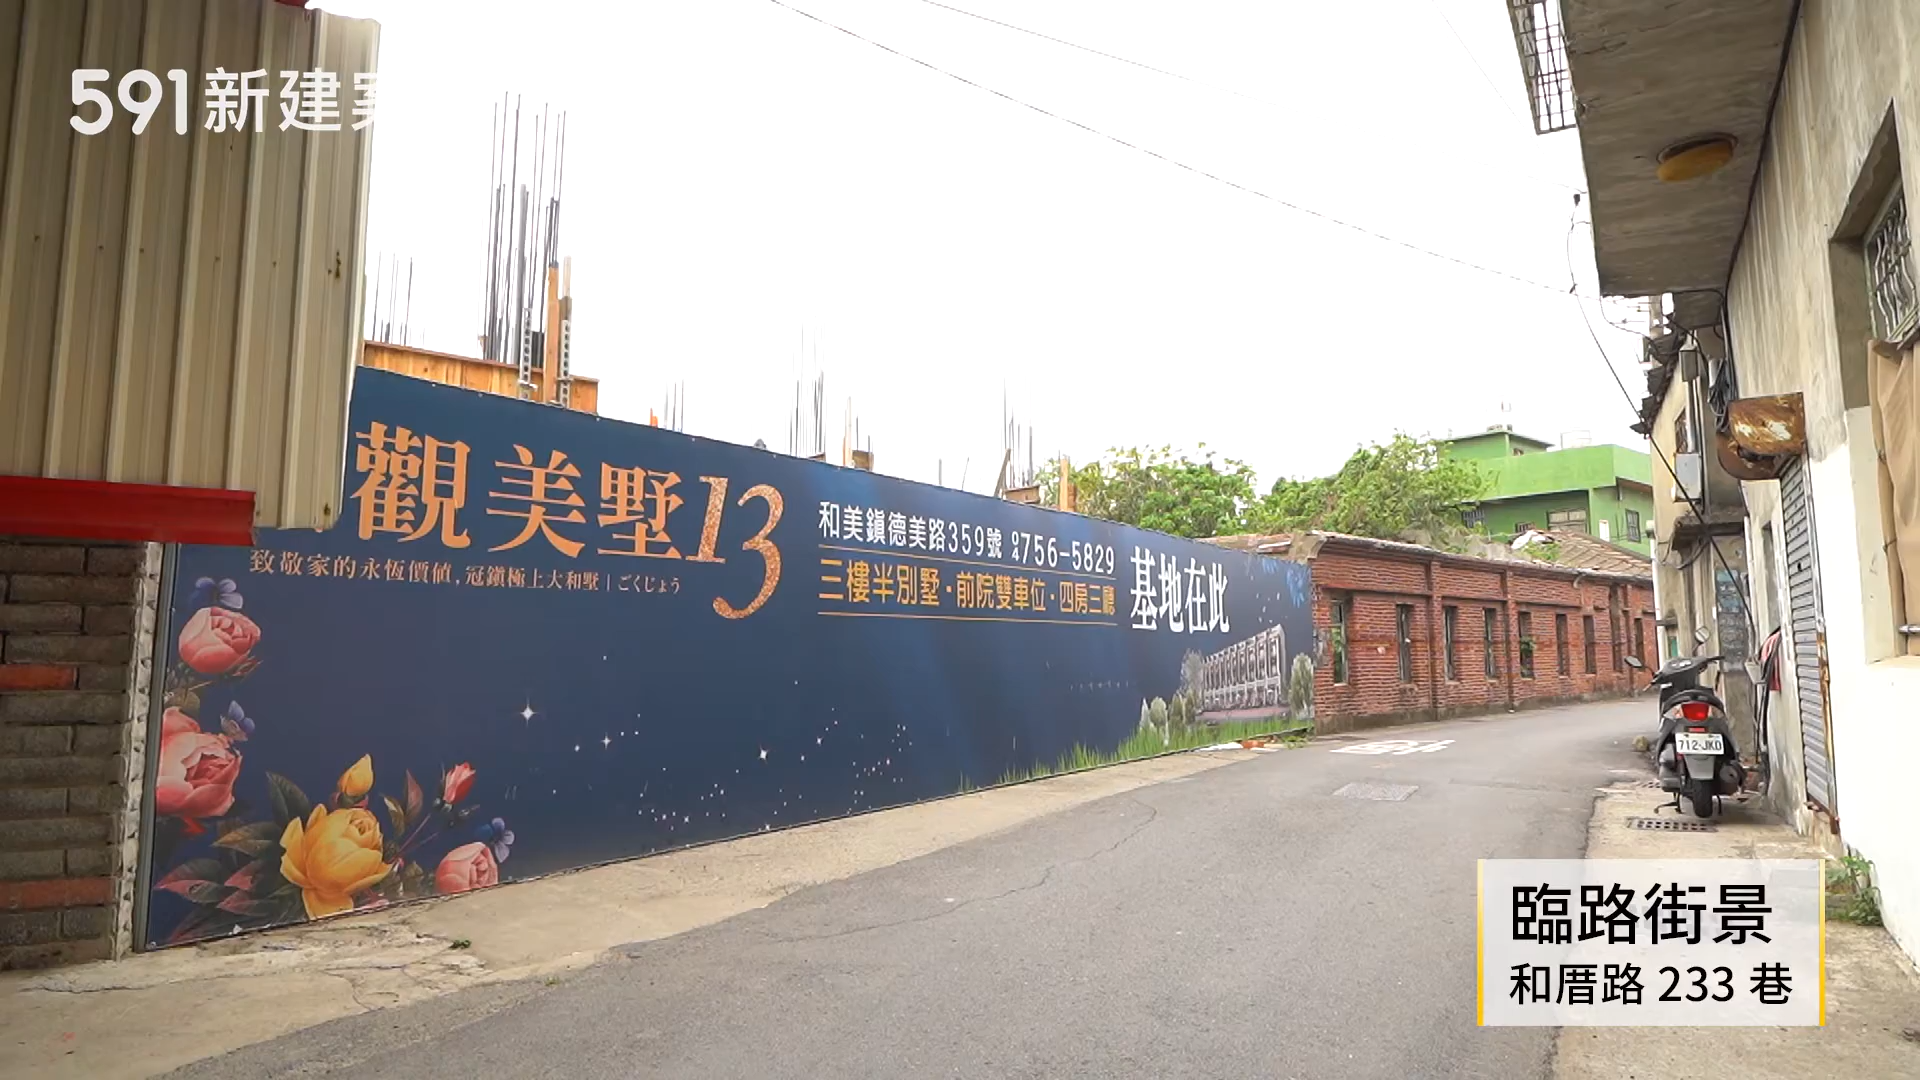 591新建案
觀美墅13
致敬家的永恆價值,冠鎮極上大和墅|ごくじょう
和美鎮德美路359號 04 756-5829
三樓半別墅·前院雙車位·四房三廳
基地在此
712-JKD
臨路街景
和厝路 233 巷